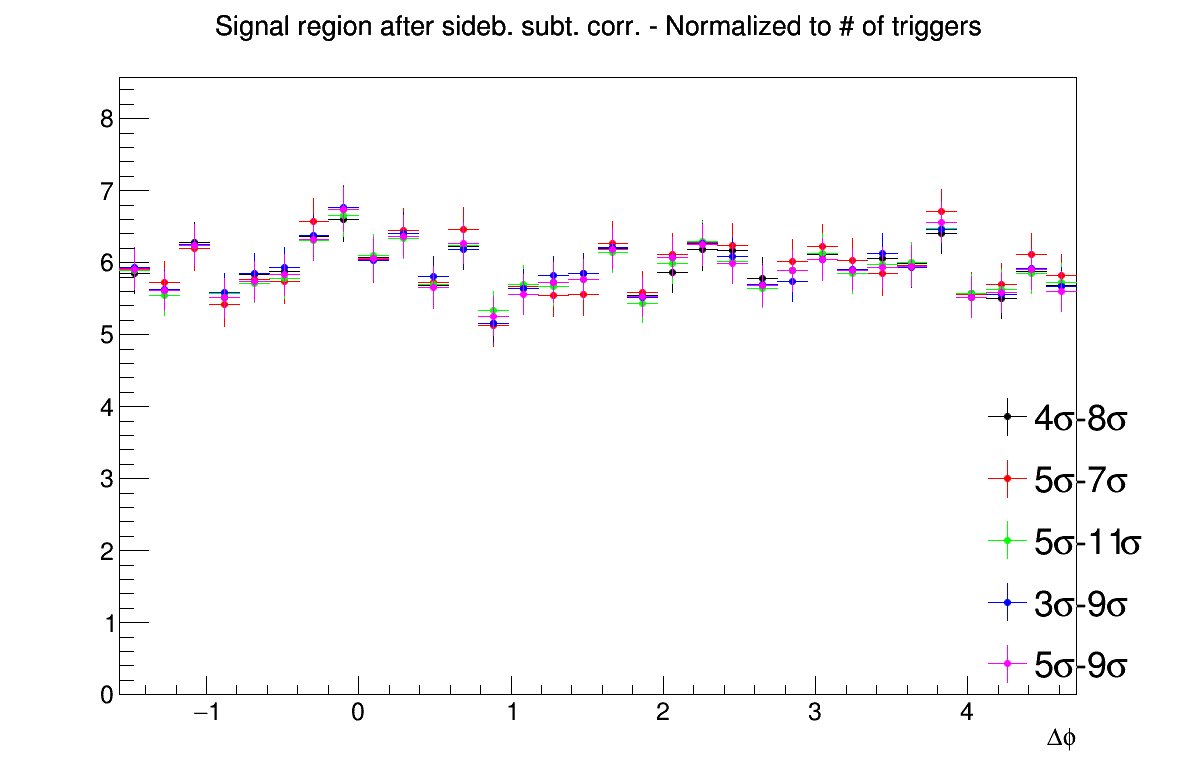 Signal region after sideb. subt. corr. - Normalized to # of triggers
8
7
6
5
4
3
2
1
0
4σ-8σ
5σ-7σ
5σ-11σ
3σ-9σ
5σ-9σ
−1 0 1 2 3 4
Δϕ